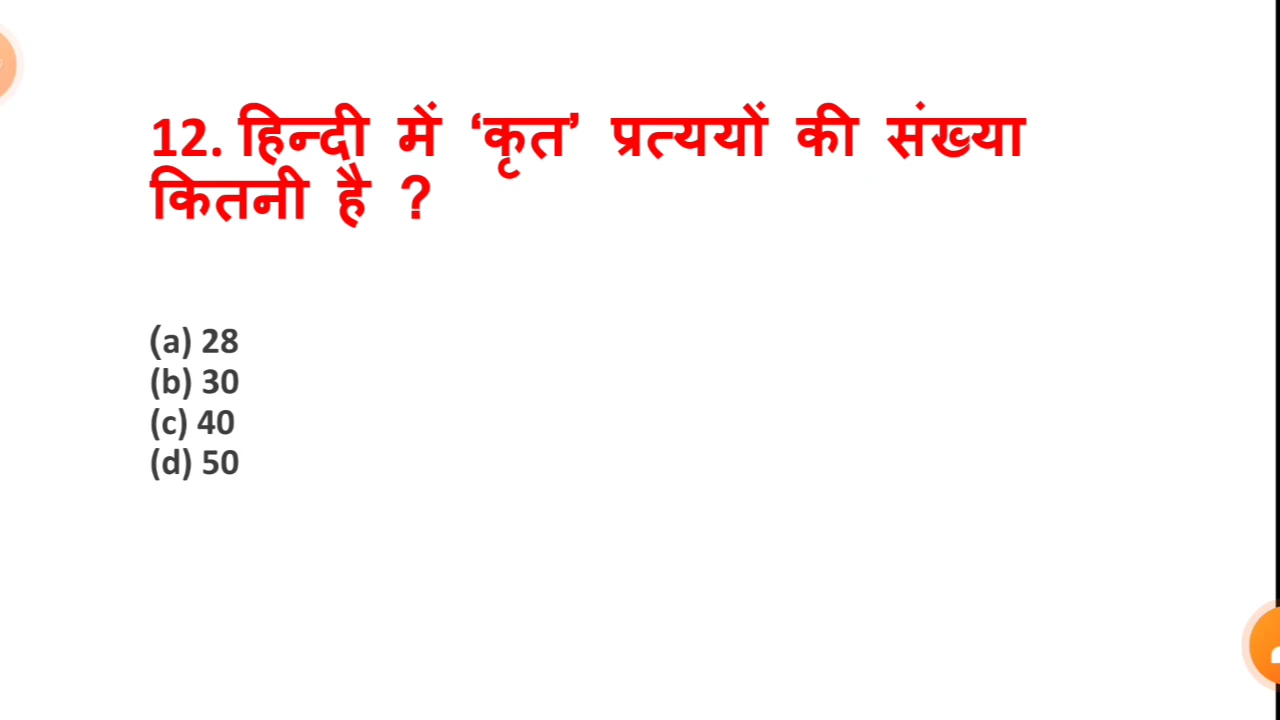 12. हिन्दी में ‘कृत’ प्रत्ययों की संख्या
कितनी है ?
(a) 28
(b) 30
(c) 40
(d) 50